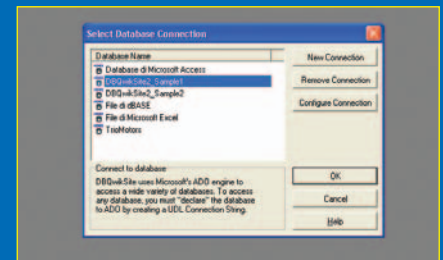 Select Database Connection
Database Name
Database di Microsoft Access
DBQwikSite2_Sample1
DBQwikSite2_Sample2
File di dBASE
File di Microsoft Excel
TrioMotors
New Connection
Remove Connection
Configure Connection
Connect to database
DBQwikSite uses Microsoft's ADO engine to
access a wide variety of databases. To access
any database, you must "declare" the database
to ADO by creating a UDL Connection String.
OK
Cancel
Help